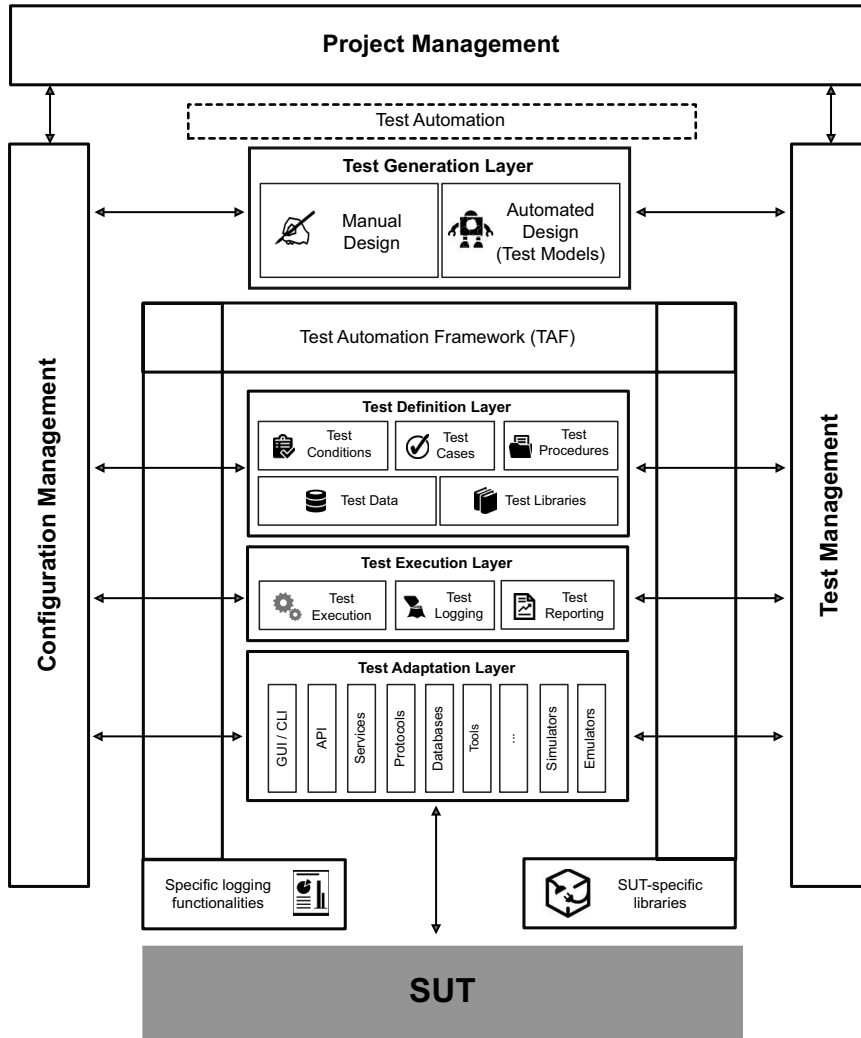 Project Management
Test Automation
Test Generation Layer
Manual
Design
Automated
Design
(Test Models)
Configuration Management
Test Management
Test Automation Framework (TAF)
Test Definition Layer
Test
Conditions
Test
Cases
Test
Procedures
Test Data
Test Libraries
Test Execution Layer
Test
Execution
Test
Logging
Test
Reporting
Test Adaptation Layer
GUI / CLI
API
Services
Protocols
Databases
Tools
...
Simulators
Emulators
Specific logging
functionalities
SUT-specific
libraries
SUT